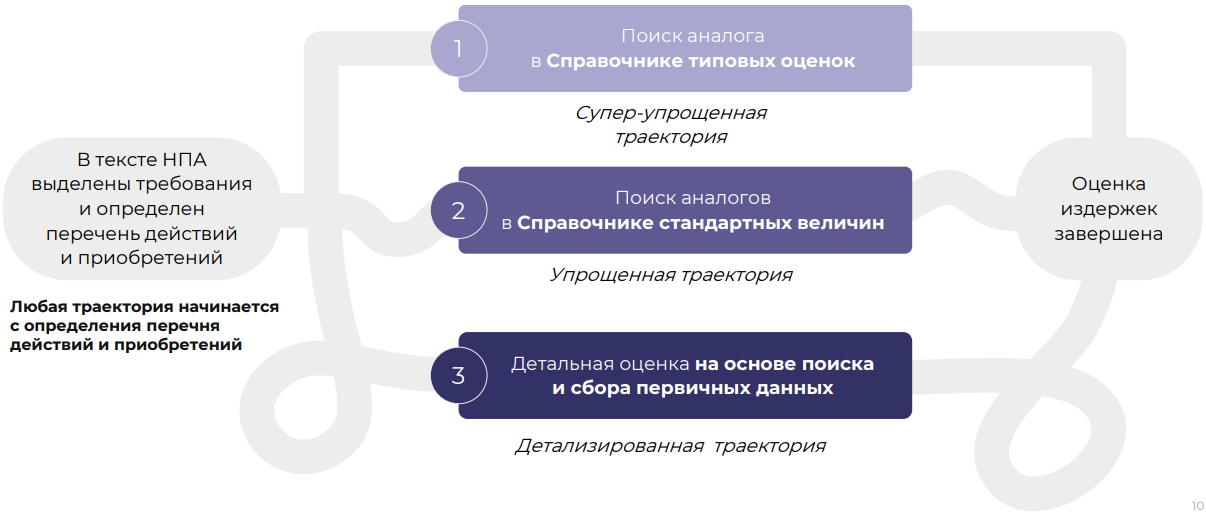 1
Поиск аналога
в Справочнике типовых оценок
Супер-упрощенная
траектория
В тексте НПА
выделены требования
и определен
перечень действий
и приобретений
Любая траектория начинается
с определения перечня
действий и приобретений
2
Поиск аналогов
в Справочнике стандартных величин
Упрощенная траектория
3
Детальная оценка на основе поиска
и сбора первичных данных
Детализированная траектория
Оценка
издержек
завершена
10